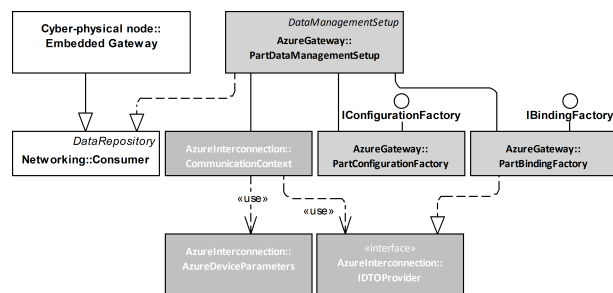 Cyber-physical node::
Embedded Gateway
DataManagementSetup
AzureGateway::
PartDataManagementSetup
IConfigurationFactory
IBindingFactory
DataRepository
Networking::Consumer
AzureInterconnection::
CommunicationContext
AzureGateway::
PartConfigurationFactory
AzureGateway::
PartBindingFactory
«use»
«use»
AzureInterconnection::
AzureDeviceParameters
«interface»
AzureInterconnection::
IDTOProvider